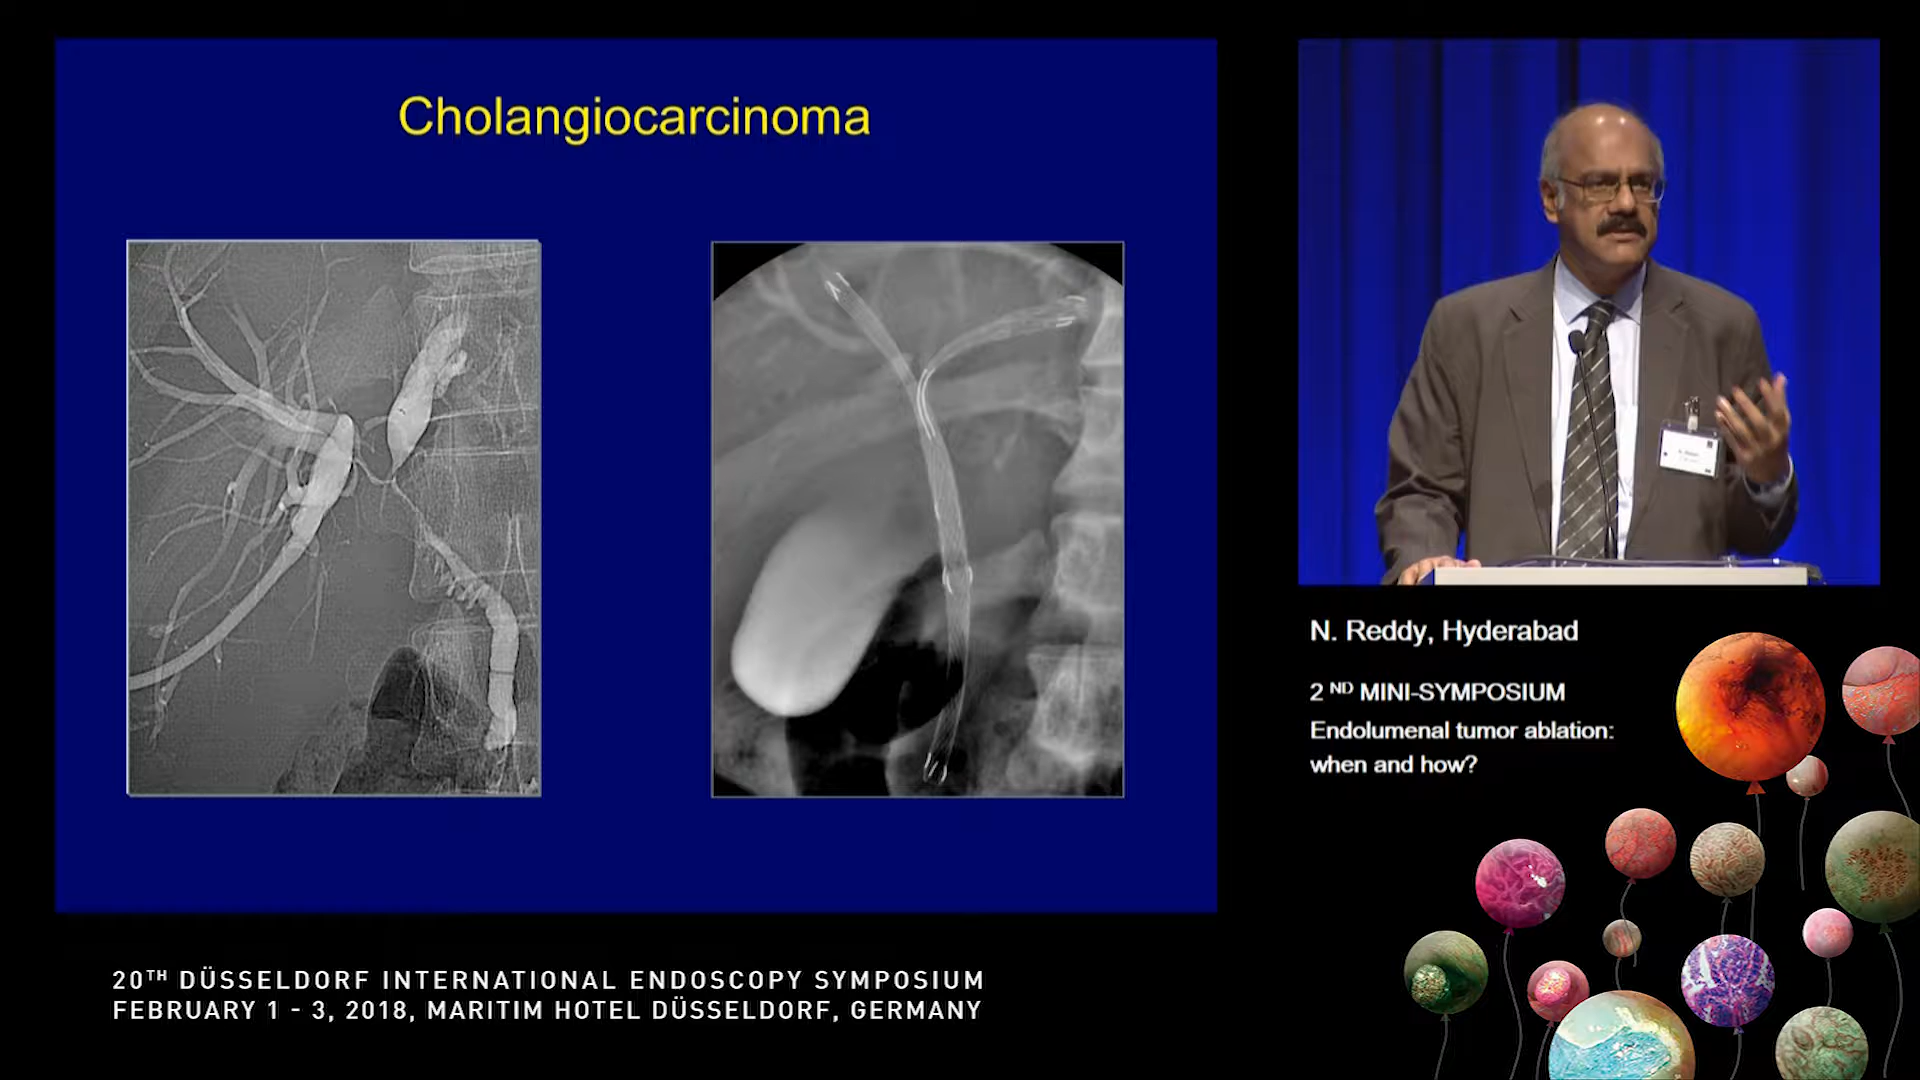 Cholangiocarcinoma
N. Reddy, Hyderabad
2 ND MINI-SYMPOSIUM
Endolumenal tumor ablation:
when and how?
20TH DÜSSELDORF INTERNATIONAL ENDOSCOPY SYMPOSIUM
FEBRUARY 1 - 3, 2018, MARITIM HOTEL DÜSSELDORF, GERMANY